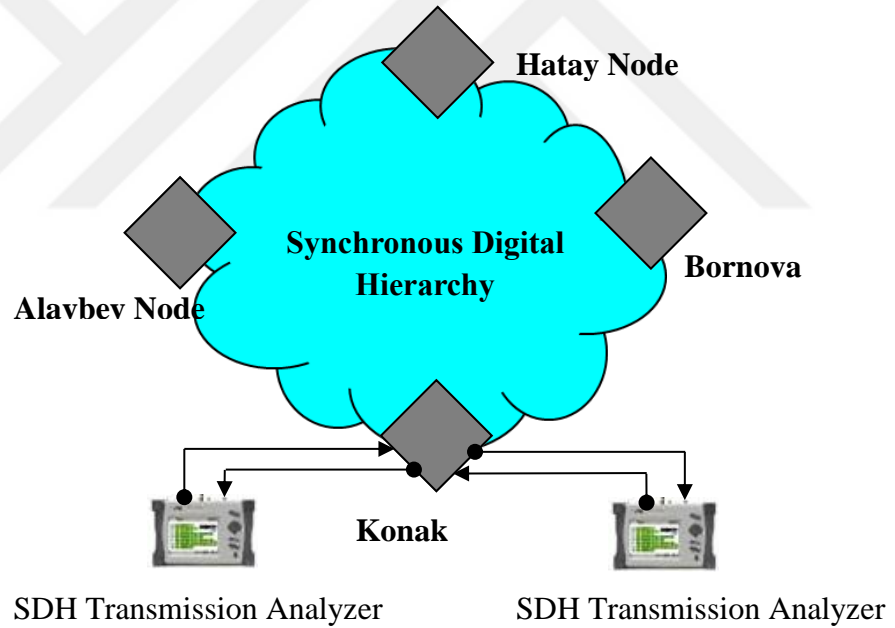 Hatay Node
Synchronous Digital
Hierarchy
Bornova
Alavbev Node
Konak
SDH Transmission Analyzer
SDH Transmission Analyzer